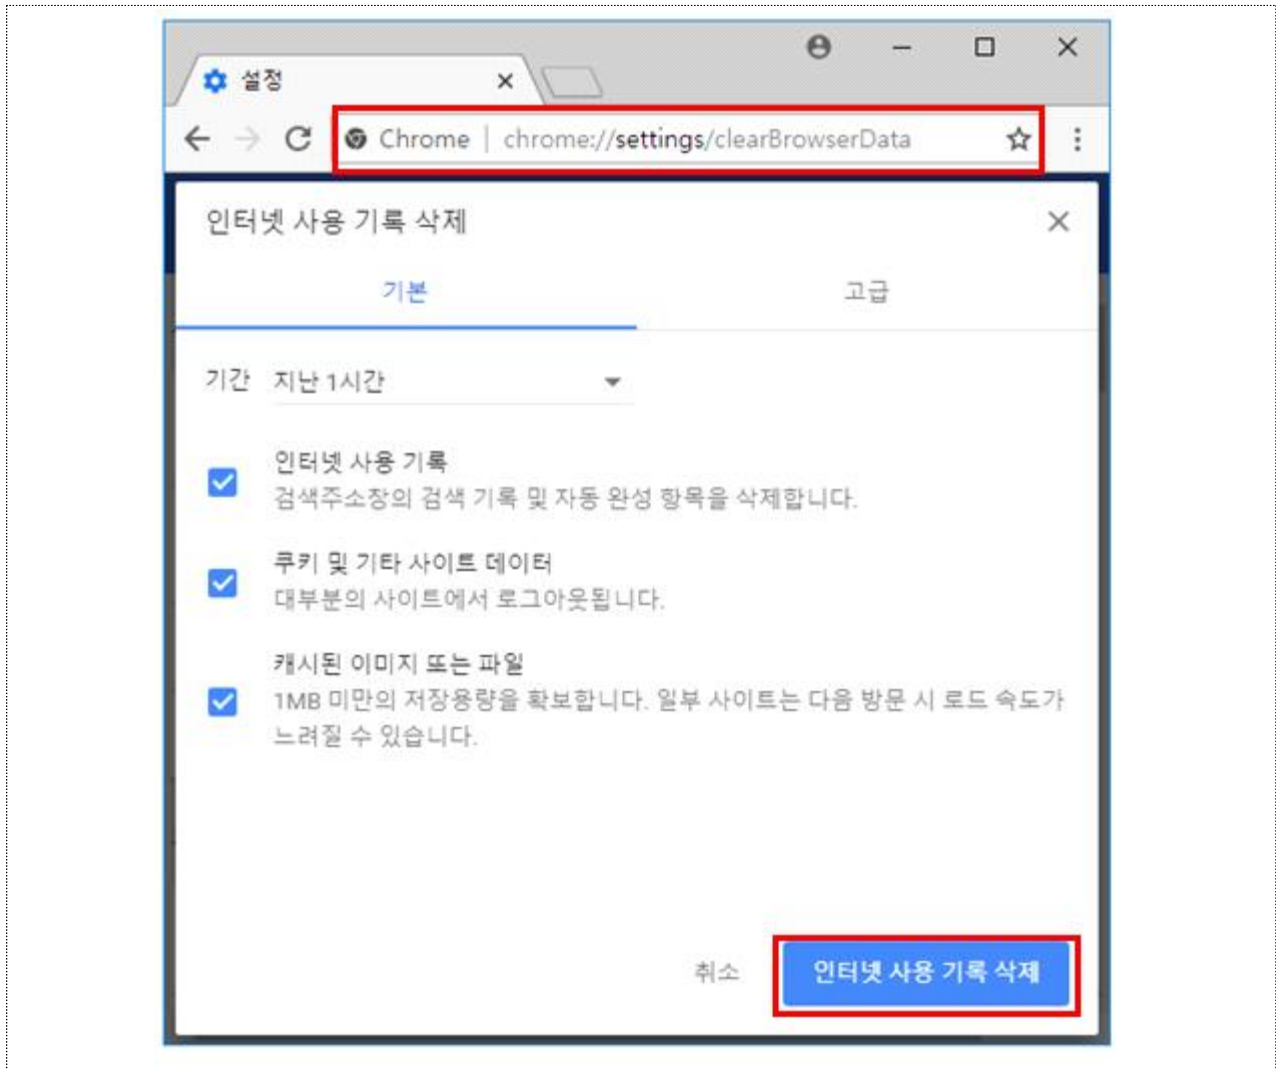 설정
Chrome | chrome://settings/clearBrowserData
인터넷 사용 기록 삭제
기본
고급
기간 지난 1시간
인터넷 사용 기록
검색주소창의 검색 기록 및 자동 완성 항목을 삭제합니다.
쿠키 및 기타 사이트 데이터
대부분의 사이트에서 로그아웃됩니다.
캐시된 이미지 또는 파일
1MB 미만의 저장용량을 확보합니다. 일부 사이트는 다음 방문 시 로드 속도가
느려질 수 있습니다.
취소
인터넷 사용 기록 삭제